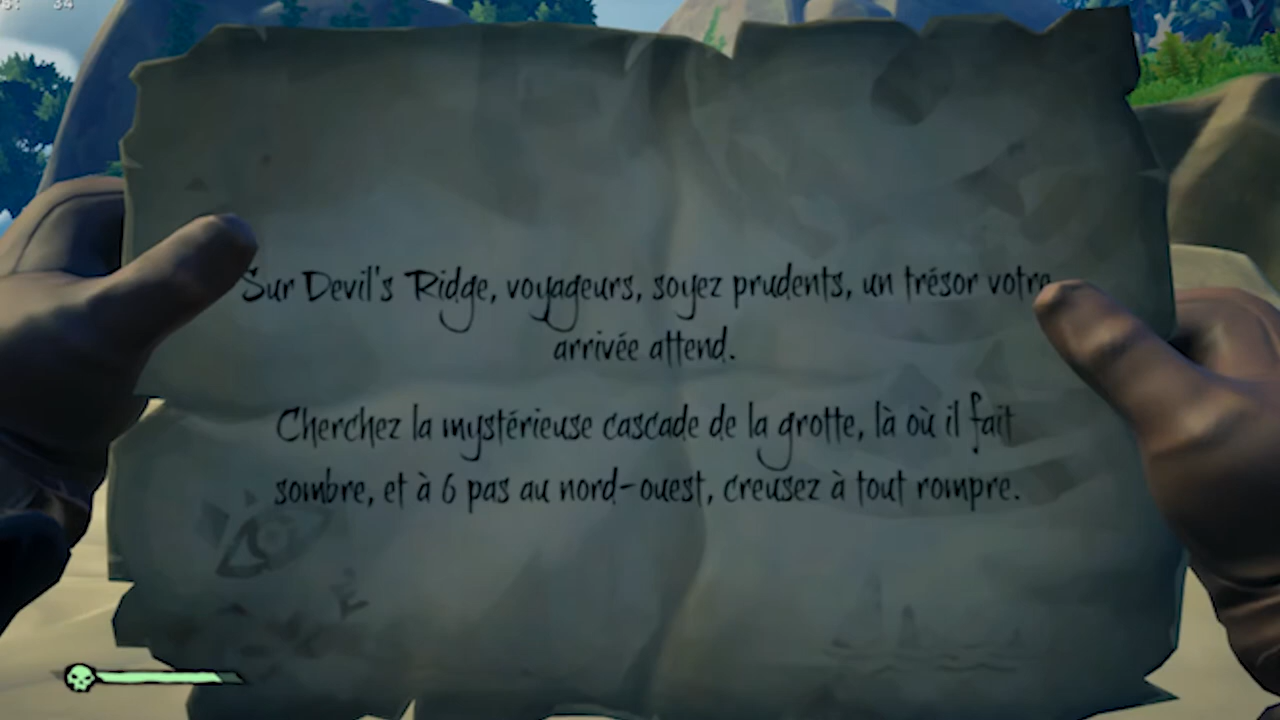 34
Sur Devil's Ridge, voyageurs, soyez prudents, un trésor votre
arrivée attend.
Cherchez la mystérieuse cascade de la grotte, là où il fait
sombre, et à 6 pas au nord-ouest, creusez à tout rompre.